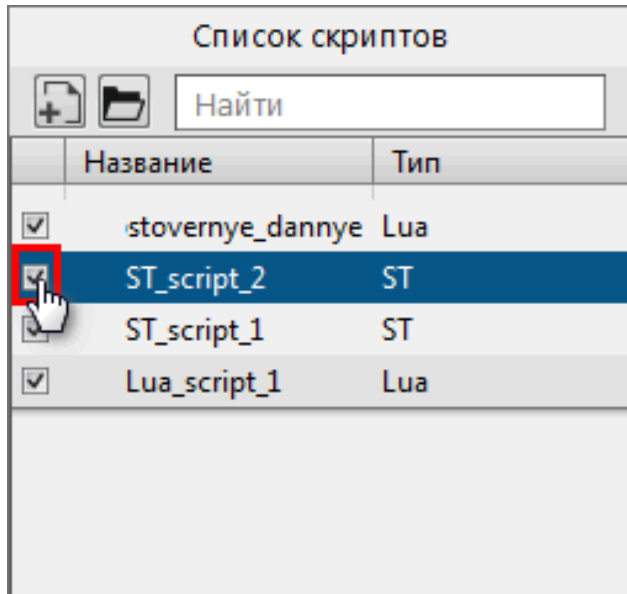 Список скриптов
Найти
Название Тип
stovernye_dannye Lua
ST_script_2 ST
ST_script_1 ST
Lua_script_1 Lua